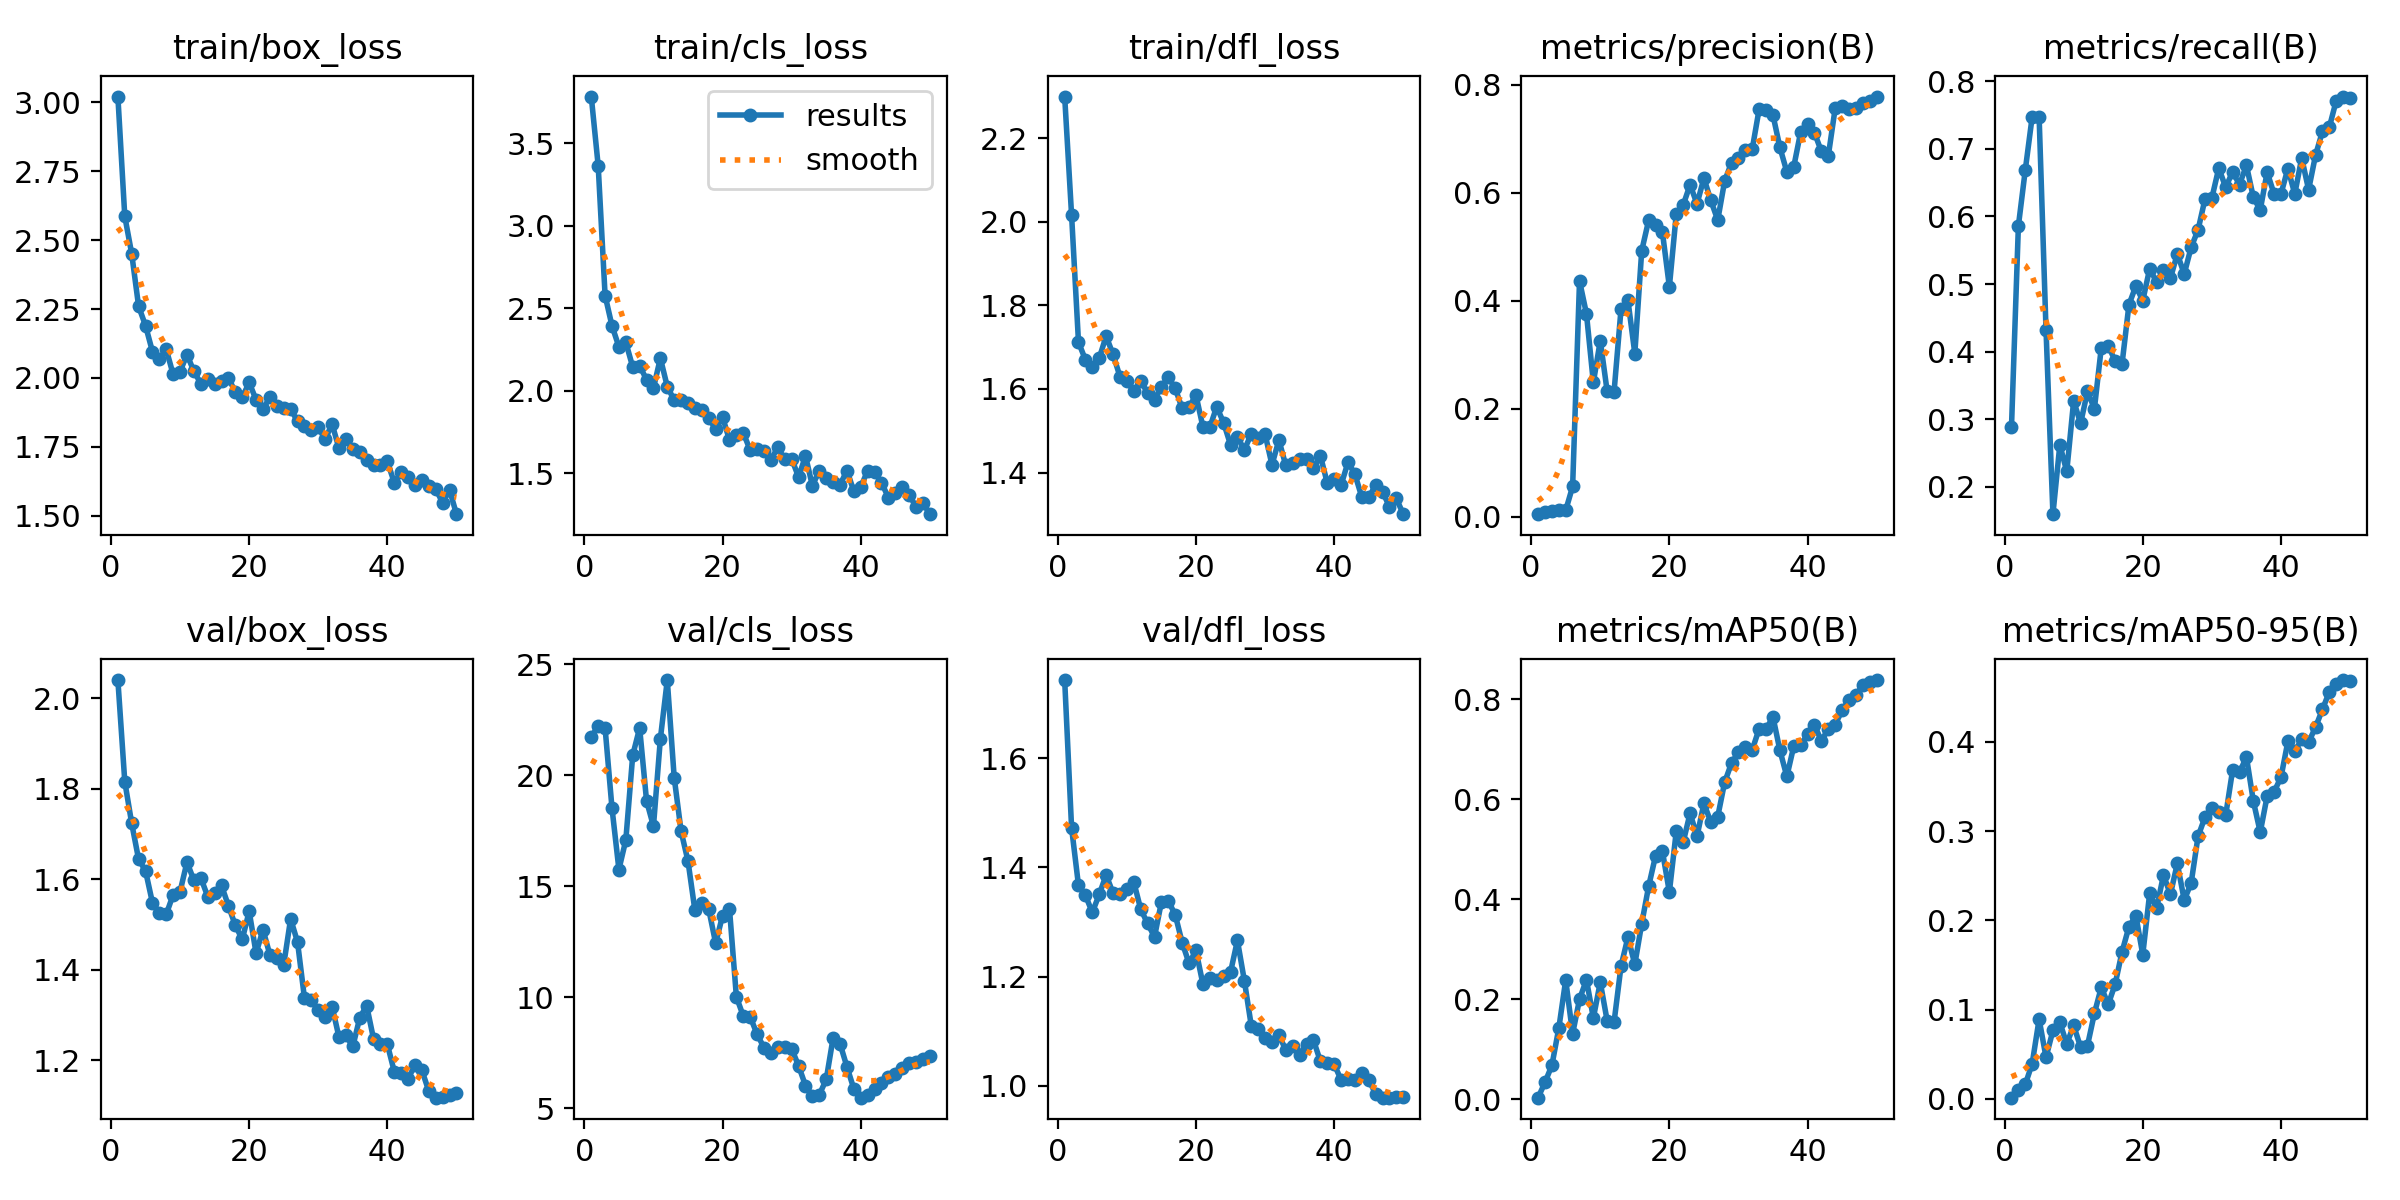 train/box_loss
3.00
2.75
2.50
2.25
2.00
1.75
1.50
0 20 40
train/cls_loss
results
smooth
3.5
3.0
2.5
2.0
1.5
0 20 40
train/dfl_loss
2.2
2.0
1.8
1.6
1.4
0 20 40
metrics/precision(B)
0.8
0.6
0.4
0.2
0.0
0 20 40
metrics/recall(B)
0.8
0.7
0.6
0.5
0.4
0.3
0.2
0 20 40
val/box_loss
2.0
1.8
1.6
1.4
1.2
0 20 40
val/cls_loss
25
20
15
10
5
0 20 40
val/dfl_loss
1.6
1.4
1.2
1.0
0 20 40
metrics/mAP50(B)
0.8
0.6
0.4
0.2
0.0
0 20 40
metrics/mAP50-95(B)
0.4
0.3
0.2
0.1
0.0
0 20 40